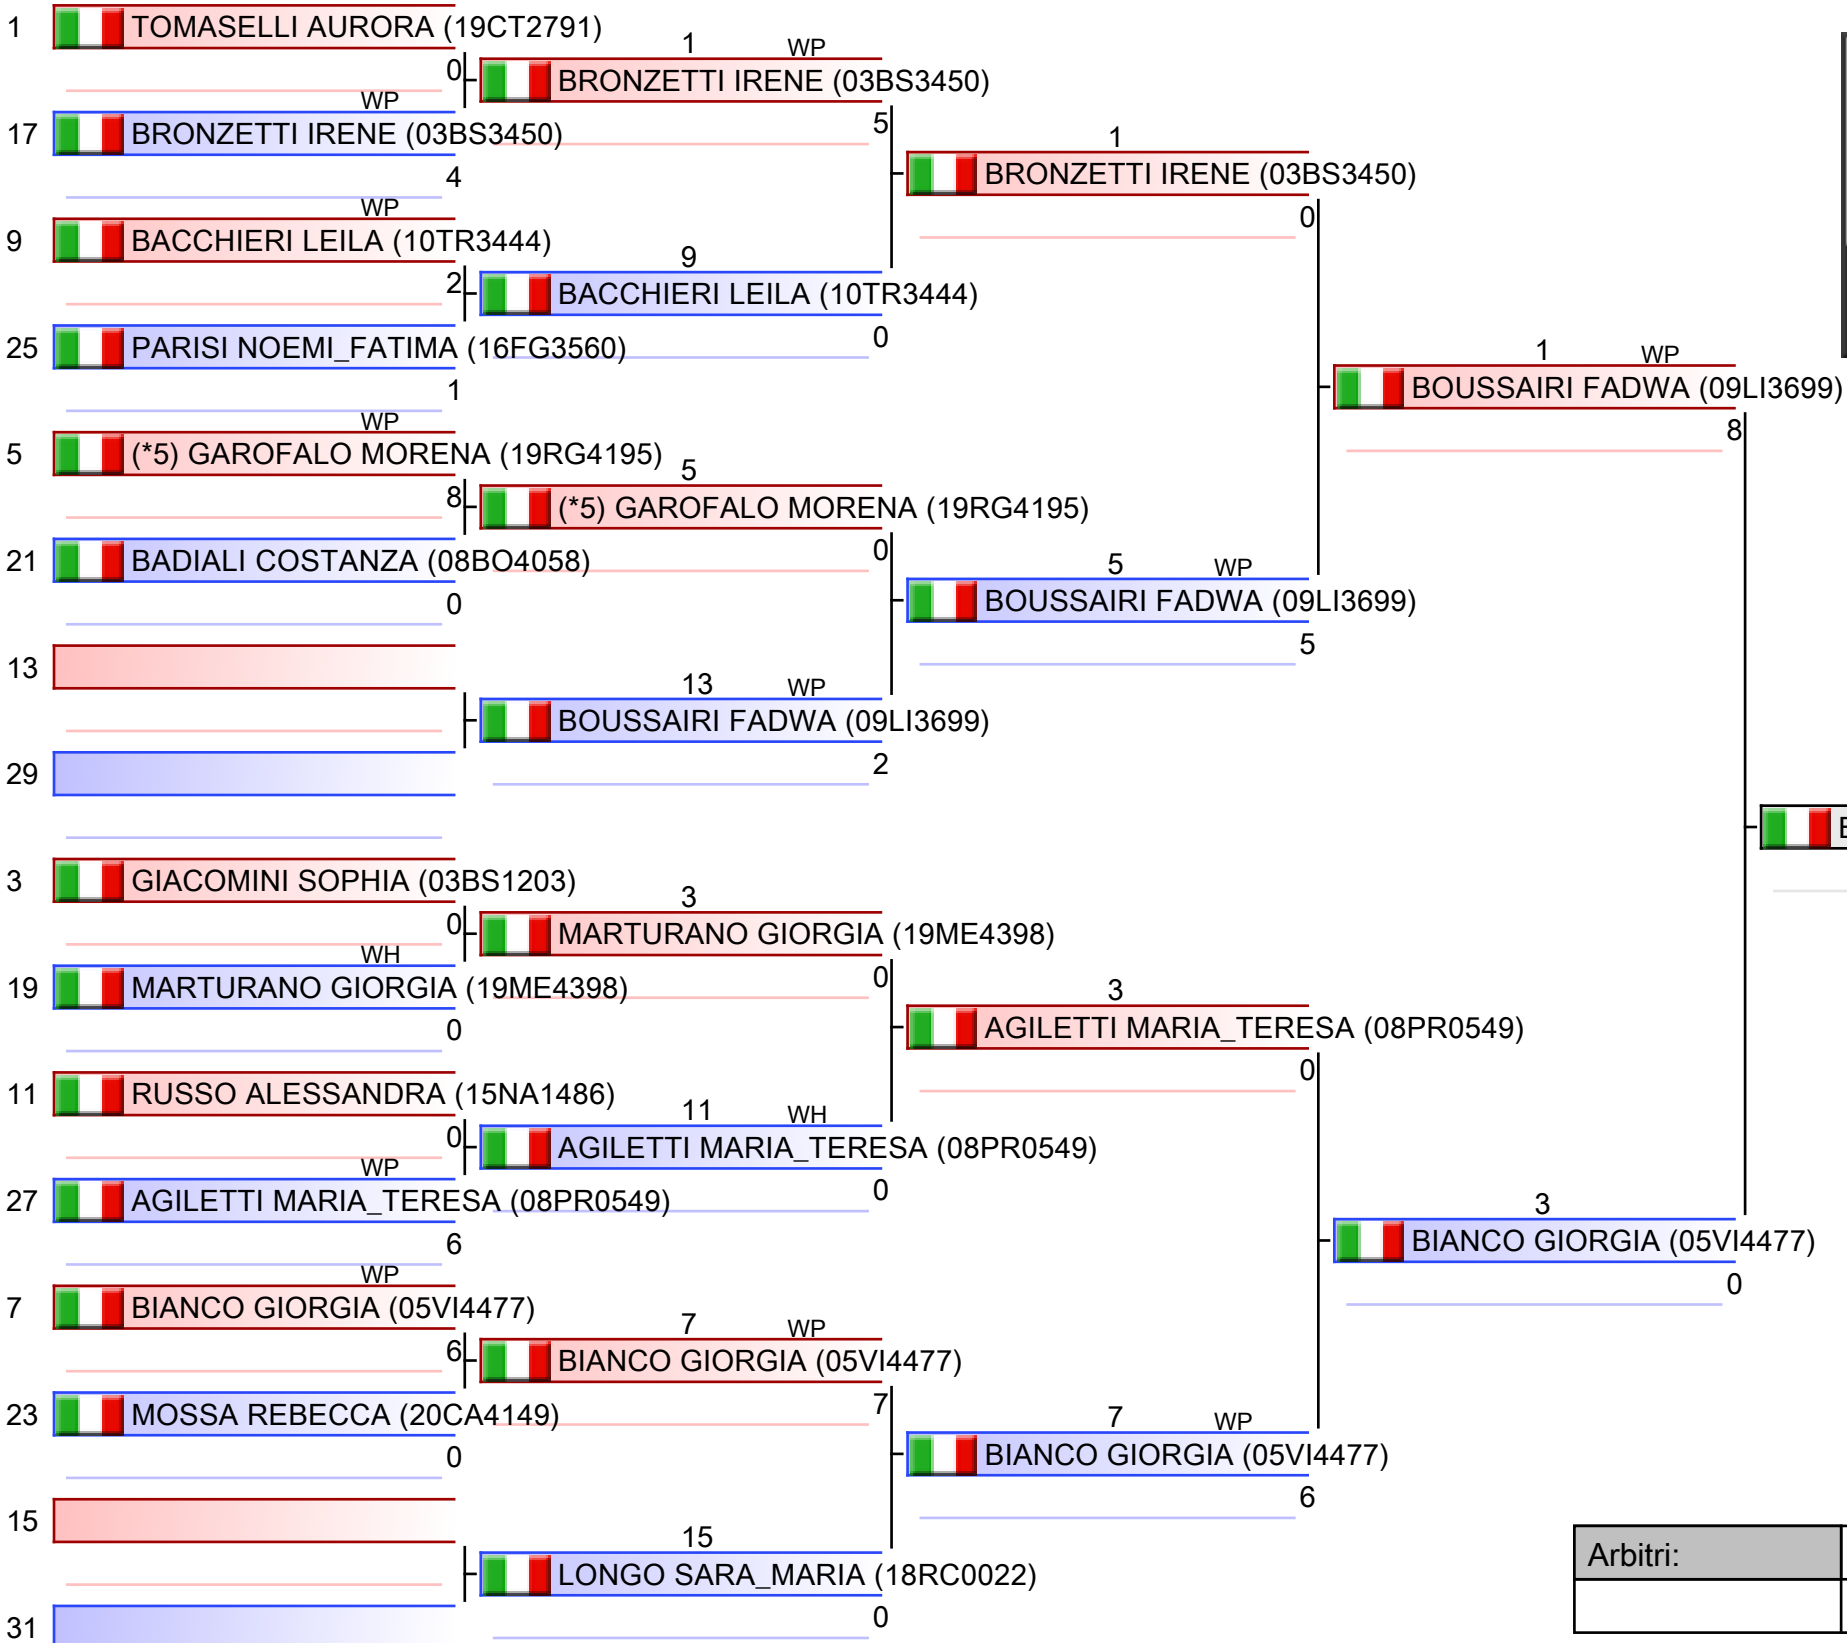 1 TOMASELLI AURORA (19CT2791)
0
WP
17 BRONZETTI IRENE (03BS3450)
4
WP
9 BACCHIERI LEILA (10TR3444)
2
25 PARISI NOEMI_FATIMA (16FG3560)
1
WP
5 (*5) GAROFALO MORENA (19RG4195)
8
21 BADIALI COSTANZA (08BO4058)
0
13
29
3 GIACOMINI SOPHIA (03BS1203)
0
WH
19 MARTURANO GIORGIA (19ME4398)
0
11 RUSSO ALESSANDRA (15NA1486)
0
WP
27 AGILETTI MARIA_TERESA (08PR0549)
6
WP
7 BIANCO GIORGIA (05VI4477)
6
23 MOSSA REBECCA (20CA4149)
0
15
31
1 WP
BRONZETTI IRENE (03BS3450)
5
9
BACCHIERI LEILA (10TR3444)
0
5
(*5) GAROFALO MORENA (19RG4195)
0
13 WP
BOUSSAIRI FADWA (09LI3699)
2
3
MARTURANO GIORGIA (19ME4398)
0
11 WH
AGILETTI MARIA_TERESA (08PR0549)
0
7 WP
BIANCO GIORGIA (05VI4477)
7
15
LONGO SARA_MARIA (18RC0022)
0
1
BRONZETTI IRENE (03BS3450)
0
5 WP
BOUSSAIRI FADWA (09LI3699)
5
3
AGILETTI MARIA_TERESA (08PR0549)
0
7 WP
BIANCO GIORGIA (05VI4477)
6
1 WP
BOUSSAIRI FADWA (09LI3699)
8
3
BIANCO GIORGIA (05VI4477)
0
Arbitri: